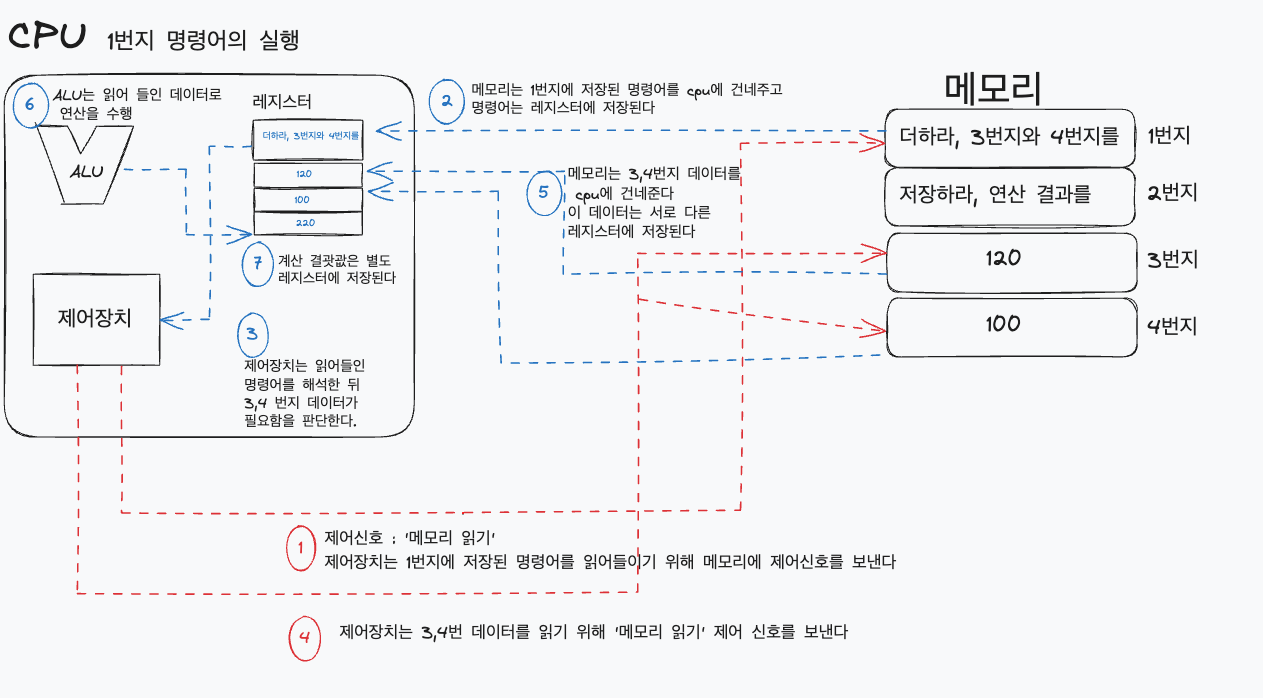 CPU 1번지 명령어의 실행
6
ALU는 읽어 들인 데이터로
연산을 수행
ALU
레지스터
더하라, 3번지와 4번지를
120
100
220
7
계산 결괏값은 별도
레지스터에 저장된다
제어장치
3
제어장치는 읽어들인
명령어를 해석한 뒤
3,4 번지 데이터가
필요함을 판단한다.
2
메모리는 1번지에 저장된 명령어를 cpu에 건네주고
명령어는 레지스터에 저장된다
5
메모리는 3,4번지 데이터를
cpu에 건네준다
이 데이터는 서로 다른
레지스터에 저장된다
메모리
더하라, 3번지와 4번지를 1번지
저장하라, 연산 결과를 2번지
120 3번지
100 4번지
1
제어신호 : '메모리 읽기'
제어장치는 1번지에 저장된 명령어를 읽어들이기 위해 메모리에 제어신호를 보낸다
4
제어장치는 3,4번 데이터를 읽기 위해 '메모리 읽기' 제어 신호를 보낸다